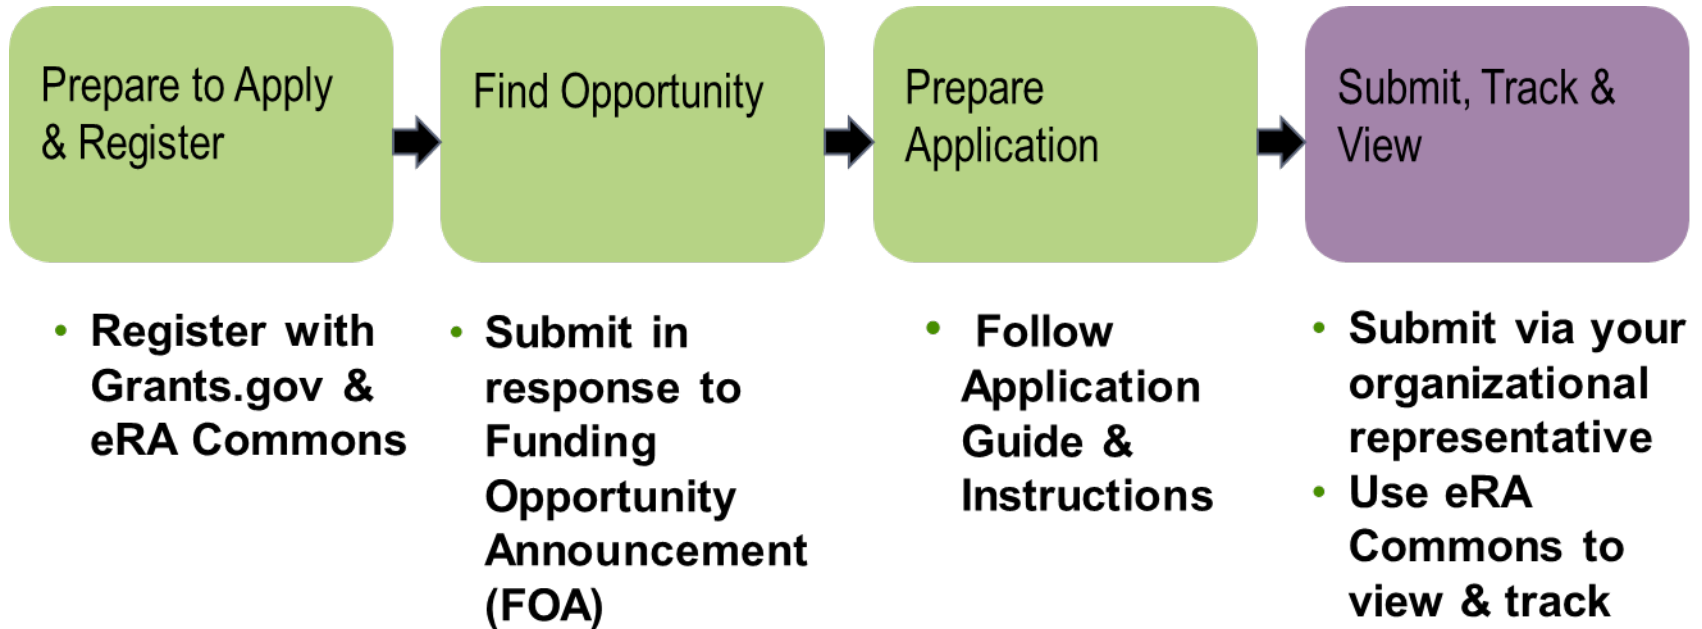 Prepare to Apply
& Register
Find Opportunity
Prepare
Application
Submit, Track &
View
• Register with
Grants.gov &
eRA Commons
• Submit in
response to
Funding
Opportunity
Announcement
(FOA)
• Follow
Application
Guide &
Instructions
• Submit via your
organizational
representative
• Use eRA
Commons to
view & track